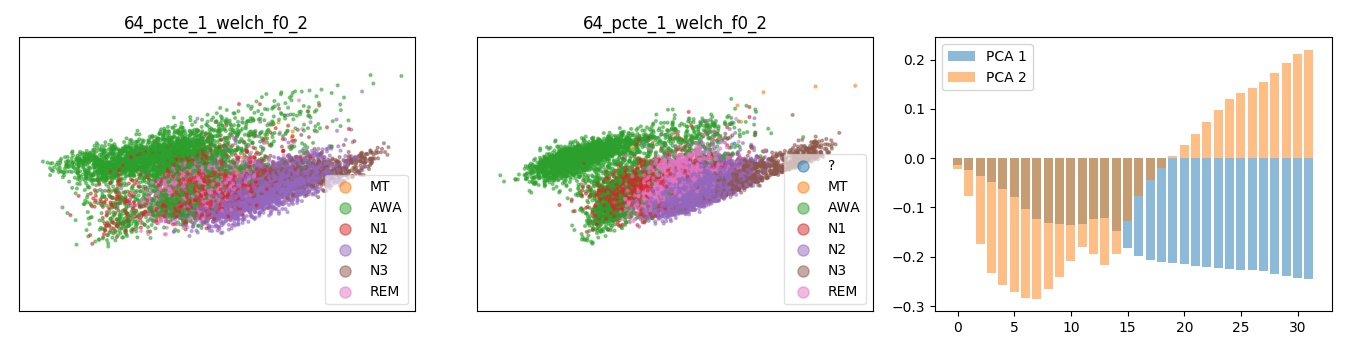 64_pcte_1_welch_f0_2
MT
AWA
N1
N2
N3
REM
64_pcte_1_welch_f0_2
?
MT
AWA
N1
N2
N3
REM
PCA 1
PCA 2
0.2
0.1
0.0
−0.1
−0.2
−0.3
0 5 10 15 20 25 30